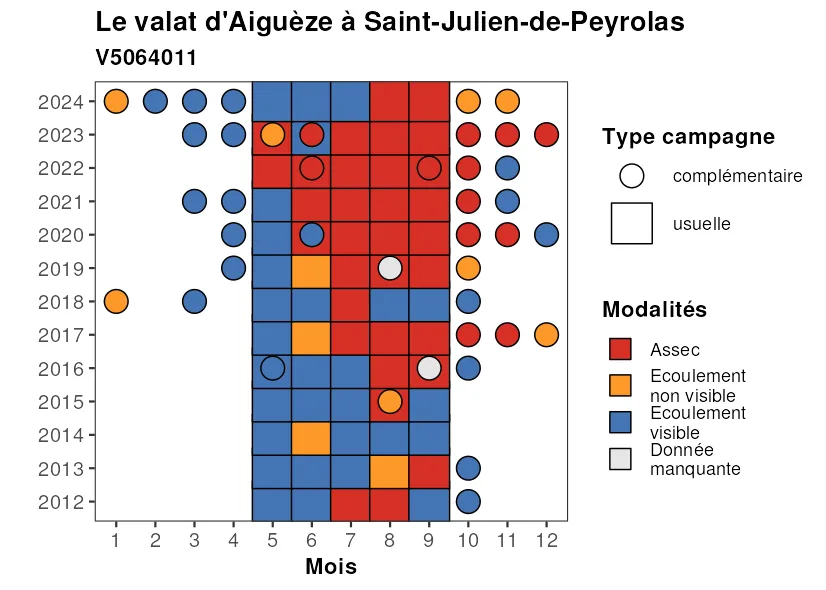 Le valat d'Aiguèze à Saint-Julien-de-Peyrolas
V5064011
2024
2023
2022
2021
2020
2019
2018
2017
2016
2015
2014
2013
2012
1 2 3 4 5 6 7 8 9 10 11 12
Mois
Type campagne
complémentaire
usuelle
Modalités
Assec
Ecoulement
non visible
Ecoulement
visible
Donnée
manquante